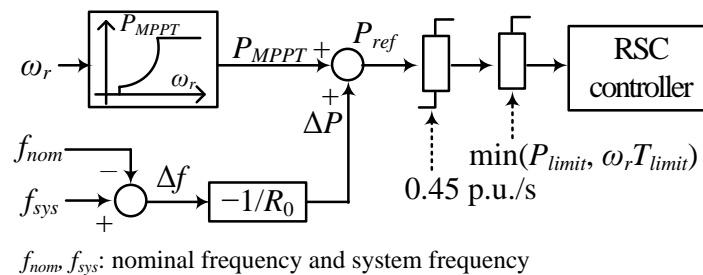 P_MPPT
ω_r
ω_r
P_MPPT
+
P_ref
+
ΔP
RSC
controller
f_nom
−
Δf
f_sys
+
−1/R_0
min(P_limit, ω_rT_limit)
0.45 p.u./s
f_nom, f_sys: nominal frequency and system frequency